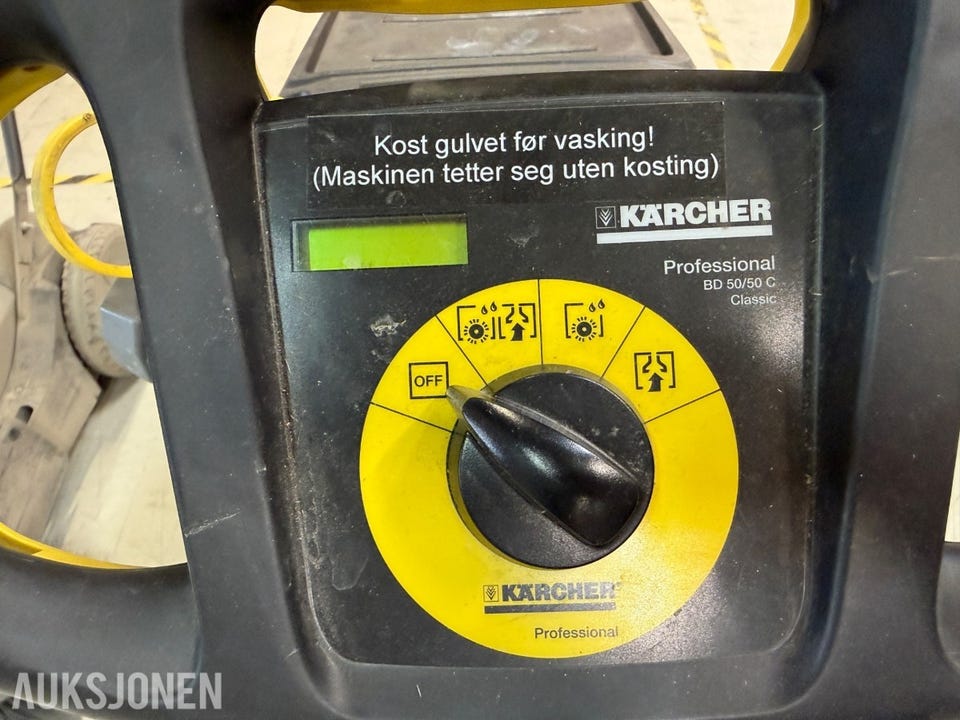 Kost gulvet før vasking!
(Maskinen tetter seg uten kosting)
KÄRCHER
Professional
BD 50/50 C
Classic
OFF
KÄRCHER
Professional
AUKSJONEN